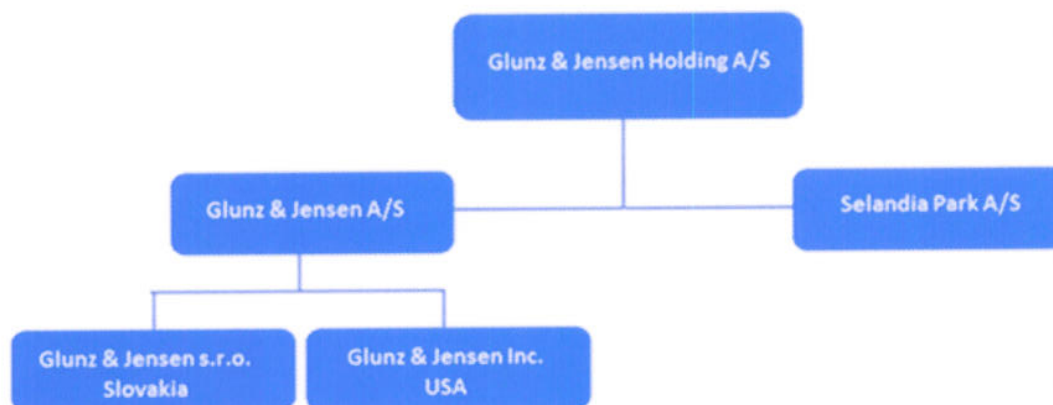 Glunz & Jensen Holding A/S
Glunz & Jensen A/S
Selandia Park A/S
Glunz & Jensen s.r.o.
Slovakia
Glunz & Jensen Inc.
USA